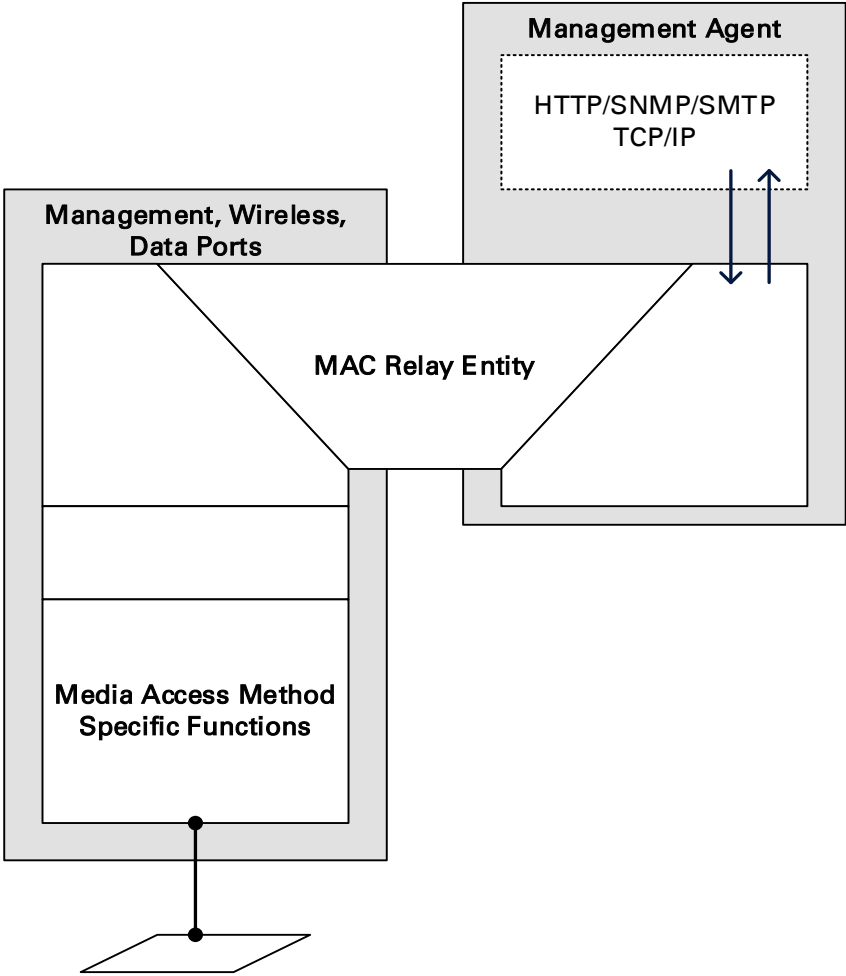 Management Agent
HTTP/SNMP/SMTP
TCP/IP
Management, Wireless,
Data Ports
MAC Relay Entity
Media Access Method
Specific Functions